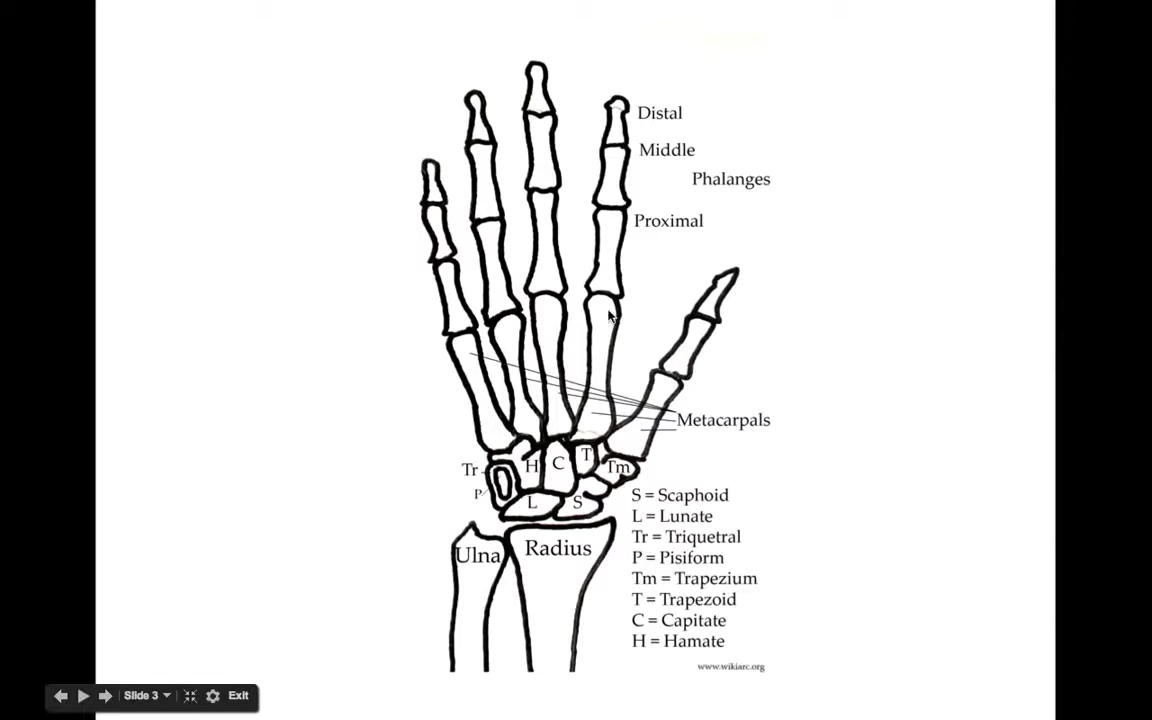 Distal
Middle
Phalanges
Proximal
Metacarpals
H
C
T
Tm
Tr
P
L
S
S = Scaphoid
L = Lunate
Tr = Triquetral
P = Pisiform
Tm = Trapezium
T = Trapezoid
C = Capitate
H = Hamate
Ulna
Radius
www.wikiarc.org
Slide 3
Exit